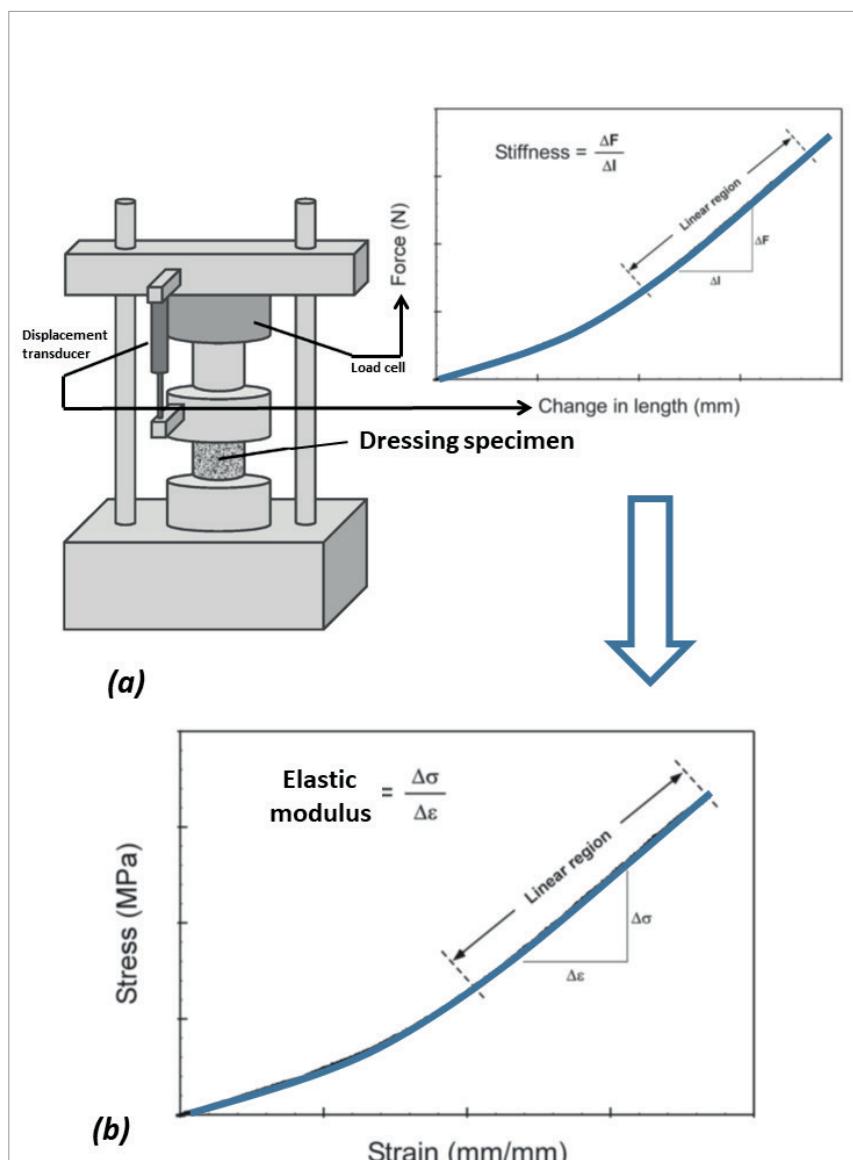 Stiffness = ΔF
Δl
Linear region
ΔF
Δl
Force (N)
Displacement
transducer
Load cell
Change in length (mm)
Dressing specimen
(a)
Elastic
modulus
= Δσ
Δε
Linear region
Δσ
Δε
Stress (MPa)
(b)
Strain (mm/mm)